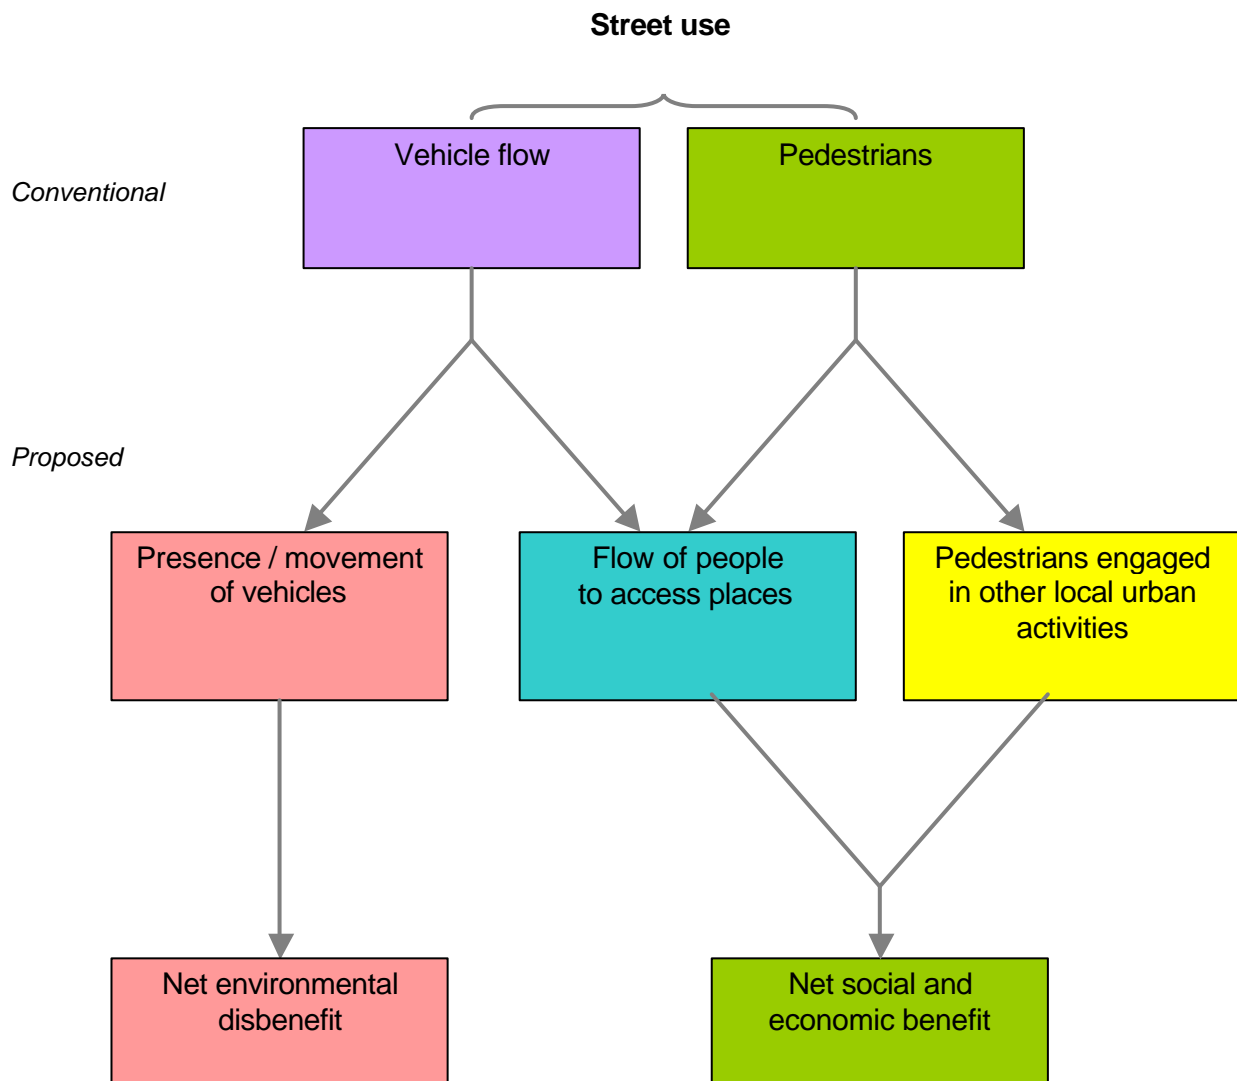 Street use
Vehicle flow
Pedestrians
Conventional
Proposed
Presence / movement
of vehicles
Flow of people
to access places
Pedestrians engaged
in other local urban
activities
Net environmental
disbenefit
Net social and
economic benefit